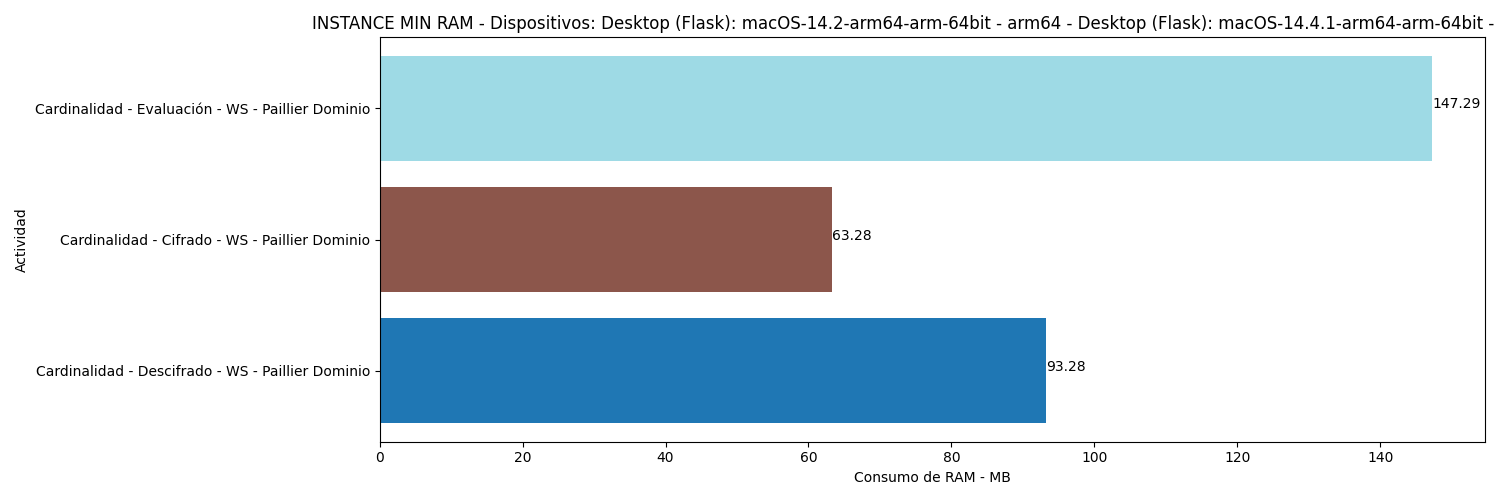 INSTANCE MIN RAM - Dispositivos: Desktop (Flask): macOS-14.2-arm64-arm-64bit - arm64 - Desktop (Flask): macOS-14.4.1-arm64-arm-64bit -
Cardinalidad - Evaluación - WS - Paillier Dominio
147.29
Actividad
Cardinalidad - Cifrado - WS - Paillier Dominio
63.28
Cardinalidad - Descifrado - WS - Paillier Dominio
93.28
0 20 40 60 80 100 120 140
Consumo de RAM - MB